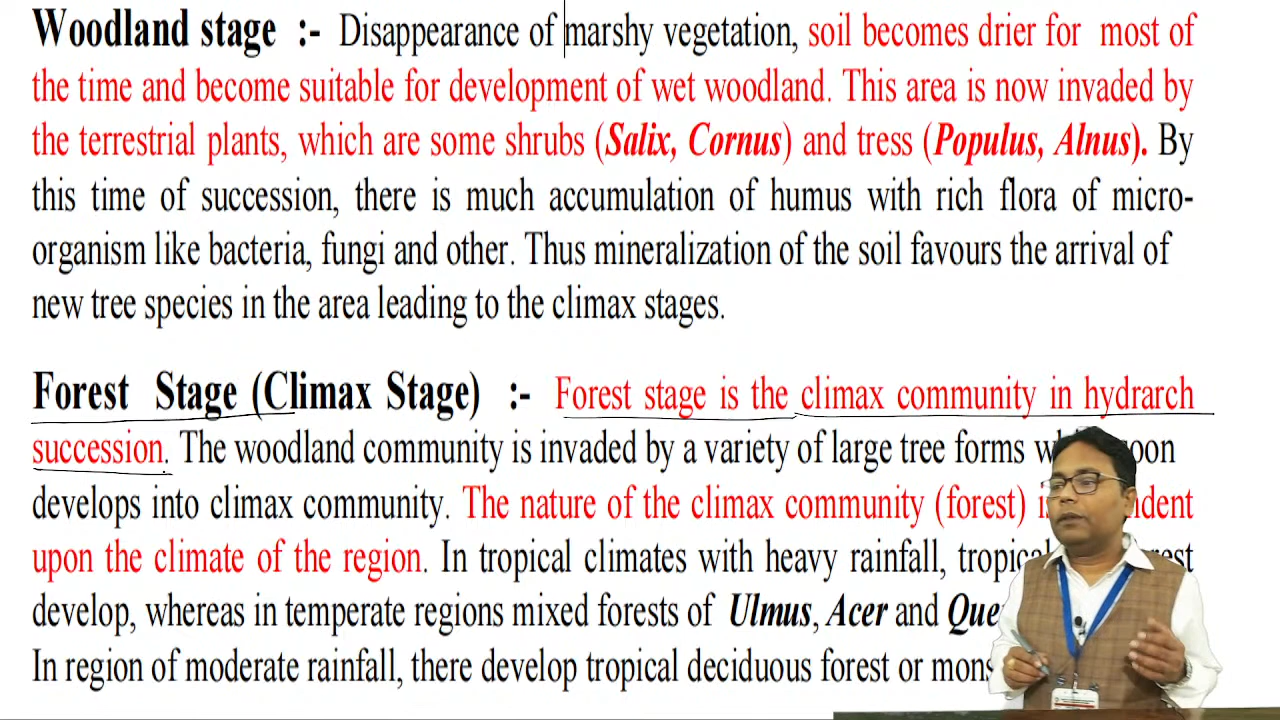 Woodland stage :- Disappearance of marshy vegetation, soil becomes drier for most of
the time and become suitable for development of wet woodland. This area is now invaded by
the terrestrial plants, which are some shrubs (Salix, Cornus) and tress (Populus, Alnus). By
this time of succession, there is much accumulation of humus with rich flora of micro-
organism like bacteria, fungi and other. Thus mineralization of the soil favours the arrival of
new tree species in the area leading to the climax stages.
Forest Stage (Climax Stage) :- Forest stage is the climax community in hydrarch
succession. The woodland community is invaded by a variety of large tree forms
develops into climax community. The nature of the climax community (forest)
upon the climate of the region. In tropical climates with heavy rainfall,
develop, whereas in temperate regions mixed forests of Ulmus, Acer and
In region of moderate rainfall, there develop tropical deciduous forest or